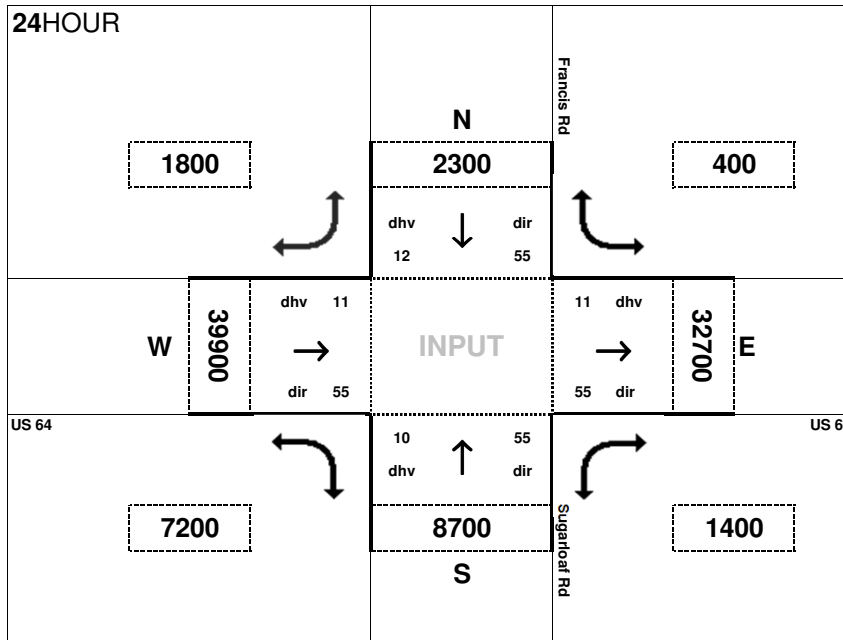 24HOUR
Francis Rd
N
1800
2300
400
dhv dir
12 55
dhv 11
11 dhv
W
39900
INPUT
32700
E
dir 55
55 dir
US 64
US 6
10 55
dhv dir
7200
8700
1400
Sugarloaf Rd
S